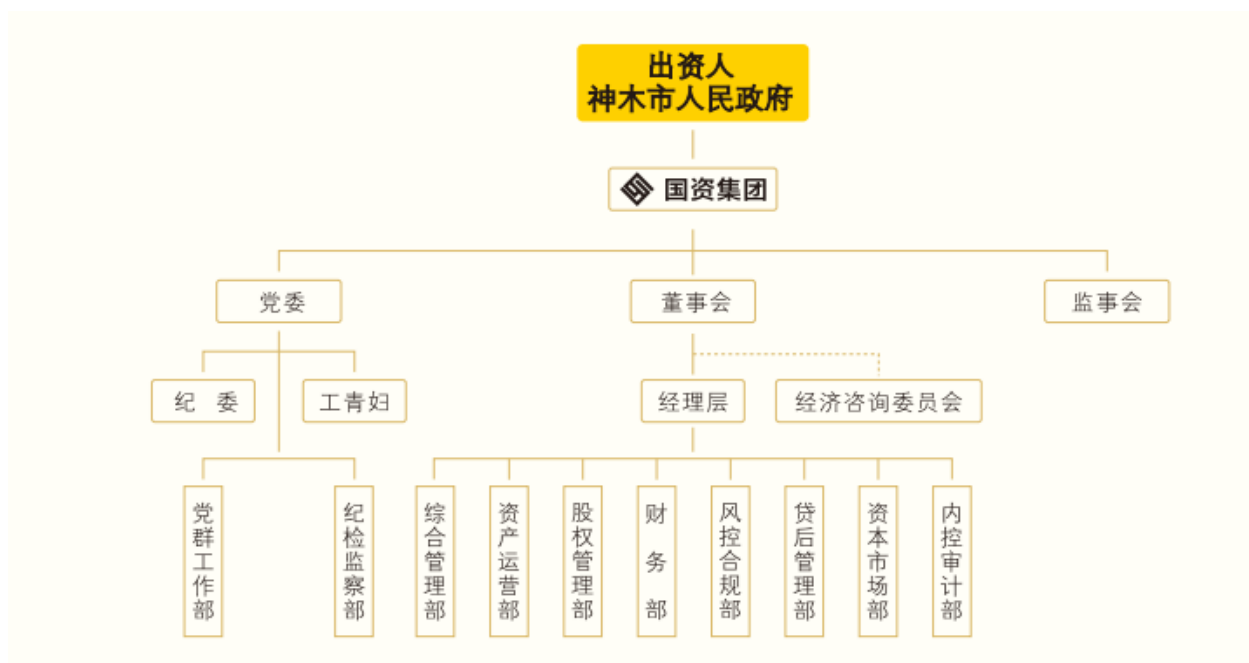 出资人
神木市人民政府
国资集团
党委
董事会
监事会
纪 委
工青妇
经理层
经济咨询委员会
党群工作部
纪检监察部
综合管理部
资产运营部
股权管理部
财务部
风控合规部
贷后管理部
资本市场部
内控审计部